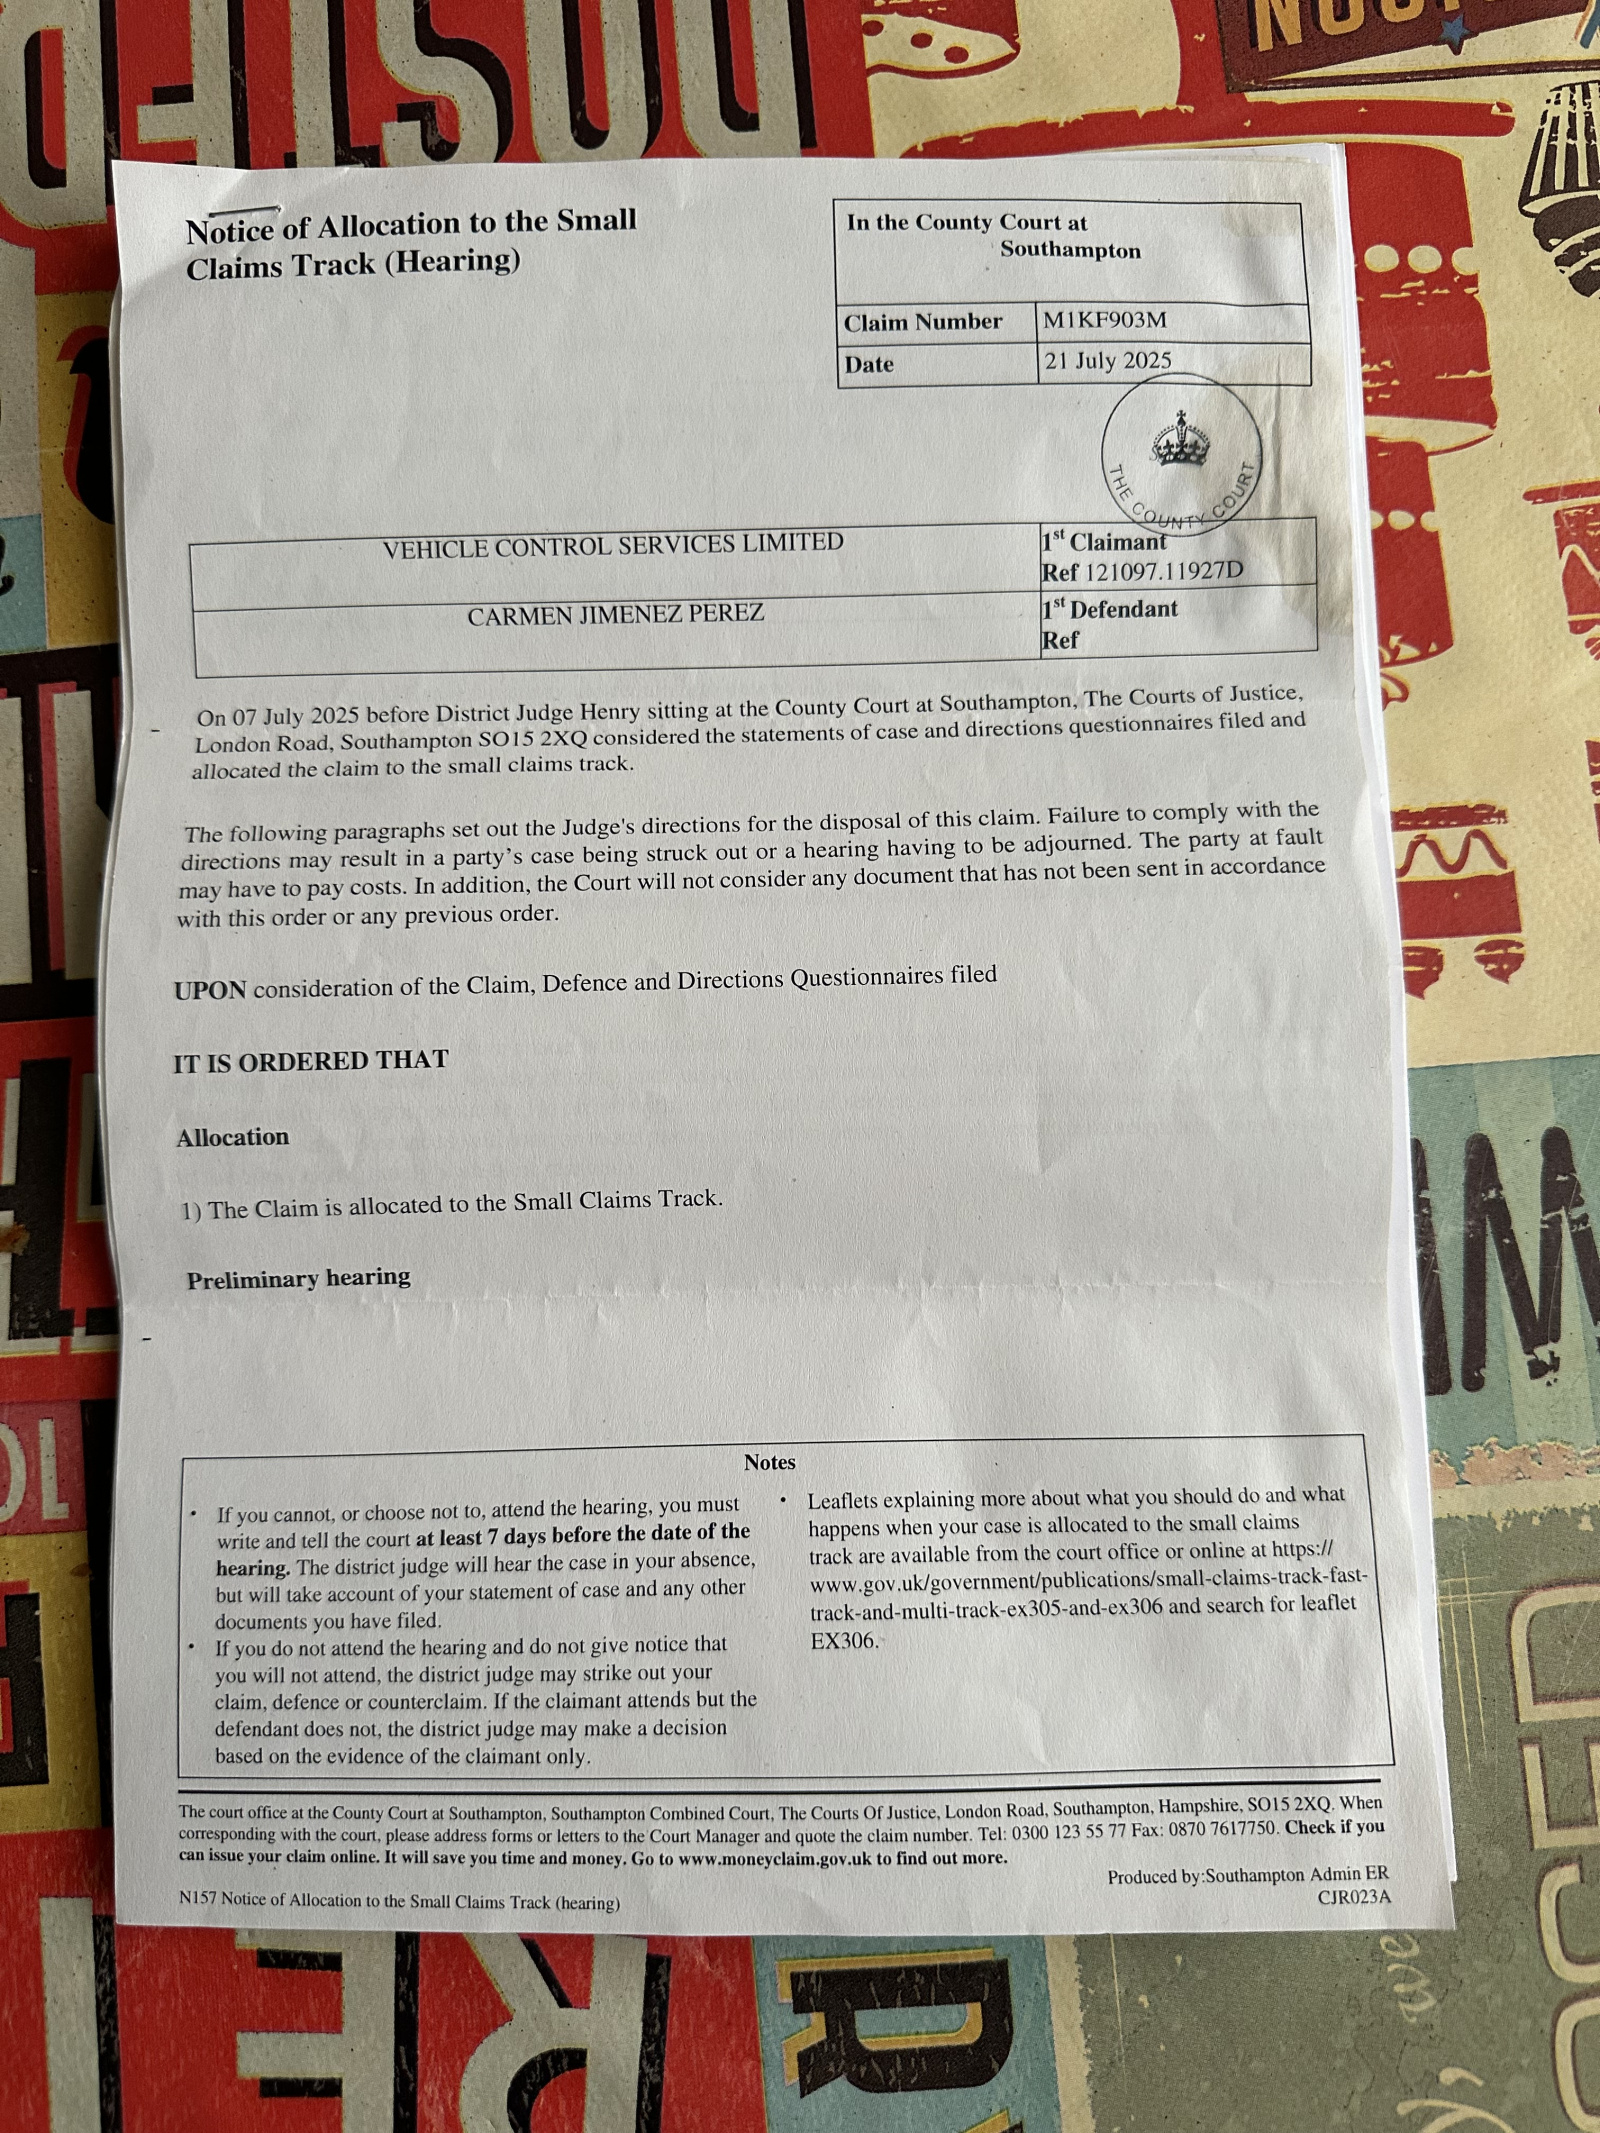 Notice of Allocation to the Small
Claims Track (Hearing)
In the County Court at
Southampton
Claim Number M1KF903M
Date 21 July 2025
THE COUNTY COURT
VEHICLE CONTROL SERVICES LIMITED
1st Claimant
Ref 121097.11927D
CARMEN JIMENEZ PEREZ
1st Defendant
Ref
On 07 July 2025 before District Judge Henry sitting at the County Court at Southampton, The Courts of Justice,
London Road, Southampton SO15 2XQ considered the statements of case and directions questionnaires filed and
allocated the claim to the small claims track.
The following paragraphs set out the Judge's directions for the disposal of this claim. Failure to comply with the
directions may result in a party's case being struck out or a hearing having to be adjourned. The party at fault
may have to pay costs. In addition, the Court will not consider any document that has not been sent in accordance
with this order or any previous order.
UPON consideration of the Claim, Defence and Directions Questionnaires filed
IT IS ORDERED THAT
Allocation
1) The Claim is allocated to the Small Claims Track.
Preliminary hearing
Notes
• If you cannot, or choose not to, attend the hearing, you must
write and tell the court at least 7 days before the date of the
hearing. The district judge will hear the case in your absence,
but will take account of your statement of case and any other
documents you have filed.
• If you do not attend the hearing and do not give notice that
you will not attend, the district judge may strike out your
claim, defence or counterclaim. If the claimant attends but the
defendant does not, the district judge may make a decision
based on the evidence of the claimant only.
• Leaflets explaining more about what you should do and what
happens when your case is allocated to the small claims
track are available from the court office or online at https://
www.gov.uk/government/publications/small-claims-track-fast-
track-and-multi-track-ex305-and-ex306 and search for leaflet
EX306.
The court office at the County Court at Southampton, Southampton Combined Court, The Courts Of Justice, London Road, Southampton, Hampshire, SO15 2XQ. When
corresponding with the court, please address forms or letters to the Court Manager and quote the claim number. Tel: 0300 123 55 77 Fax: 0870 7617750. Check if you
can issue your claim online. It will save you time and money. Go to www.moneyclaim.gov.uk to find out more.
Produced by:Southampton Admin ER
N157 Notice of Allocation to the Small Claims Track (hearing)
CJR023A